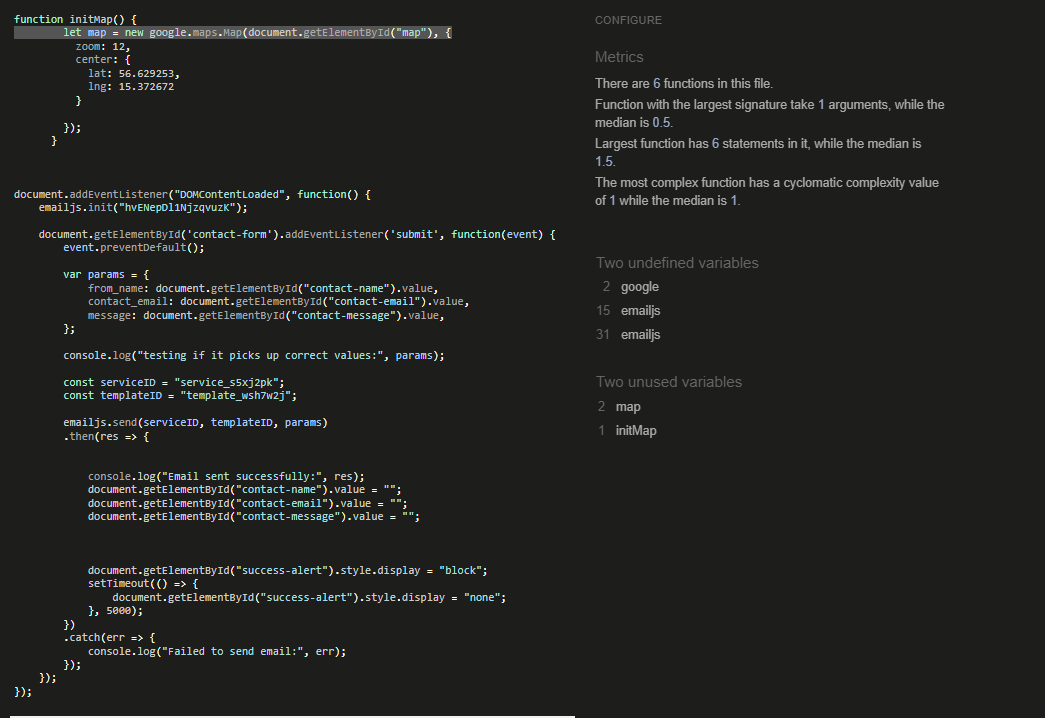 function initMap() {
let map = new google.maps.Map(document.getElementById("map"), {
zoom: 12,
center: {
lat: 56.629253,
lng: 15.372672
}
});
}
document.addEventListener("DOMContentLoaded", function() {
emailjs.init("hvENepDl1NjzqvuzK");
document.getElementById('contact-form').addEventListener('submit', function(event) {
event.preventDefault();
var params = {
from_name: document.getElementById("contact-name").value,
contact_email: document.getElementById("contact-email").value,
message: document.getElementById("contact-message").value,
};
console.log("testing if it picks up correct values:", params);
const serviceID = "service_s5xj2pk";
const templateID = "template_wsh7w2j";
emailjs.send(serviceID, templateID, params)
.then(res => {
console.log("Email sent successfully:", res);
document.getElementById("contact-name").value = "";
document.getElementById("contact-email").value = "";
document.getElementById("contact-message").value = "";
document.getElementById("success-alert").style.display = "block";
setTimeout(() => {
document.getElementById("success-alert").style.display = "none";
}, 5000);
})
.catch(err => {
console.log("Failed to send email:", err);
});
});
});
CONFIGURE
Metrics
There are 6 functions in this file.
Function with the largest signature take 1 arguments, while the
median is 0.5.
Largest function has 6 statements in it, while the median is
1.5.
The most complex function has a cyclomatic complexity value
of 1 while the median is 1.
Two undefined variables
2 google
15 emailjs
31 emailjs
Two unused variables
2 map
1 initMap